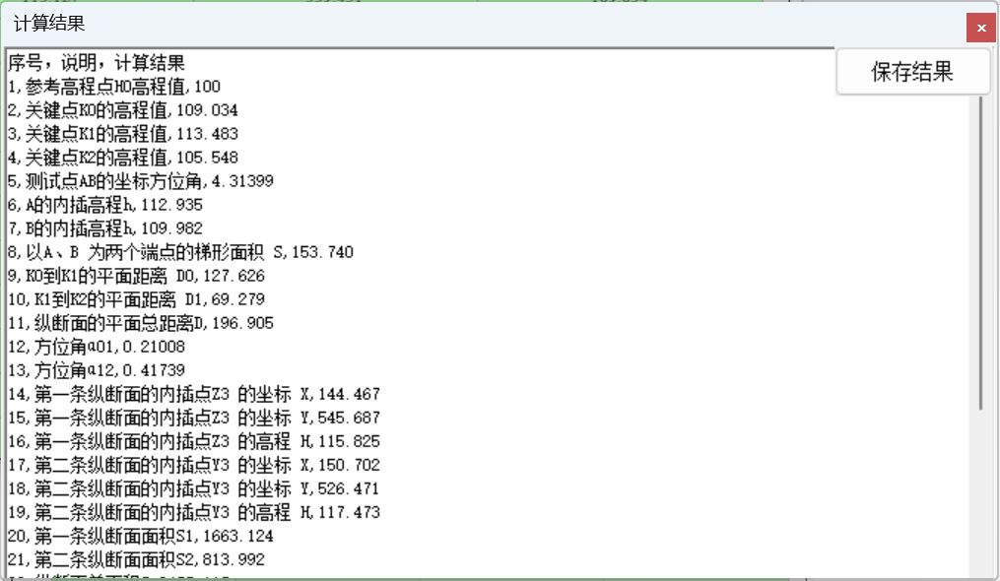 计算结果
×
保存结果
序号，说明，计算结果
1,参考高程点H0高程值,100
2,关键点K0的高程值,109.034
3,关键点K1的高程值,113.483
4,关键点K2的高程值,105.548
5,测试点AB的坐标方位角,4.31399
6,A的内插高程h,112.935
7,B的内插高程h,109.982
8,以A、B 为两个端点的梯形面积 S,153.740
9,K0到K1的平面距离 D0,127.626
10,K1到K2的平面距离 D1,69.279
11,纵断面的平面总距离D,196.905
12,方位角α01,0.21008
13,方位角α12,0.41739
14,第一条纵断面的内插点Z3 的坐标 X,144.467
15,第一条纵断面的内插点Z3 的坐标 Y,545.687
16,第一条纵断面的内插点Z3 的高程 H,115.825
17,第二条纵断面的内插点Y3 的坐标 X,150.702
18,第二条纵断面的内插点Y3 的坐标 Y,526.471
19,第二条纵断面的内插点Y3 的高程 H,117.473
20,第一条纵断面面积S1,1663.124
21,第二条纵断面面积S2,813.992